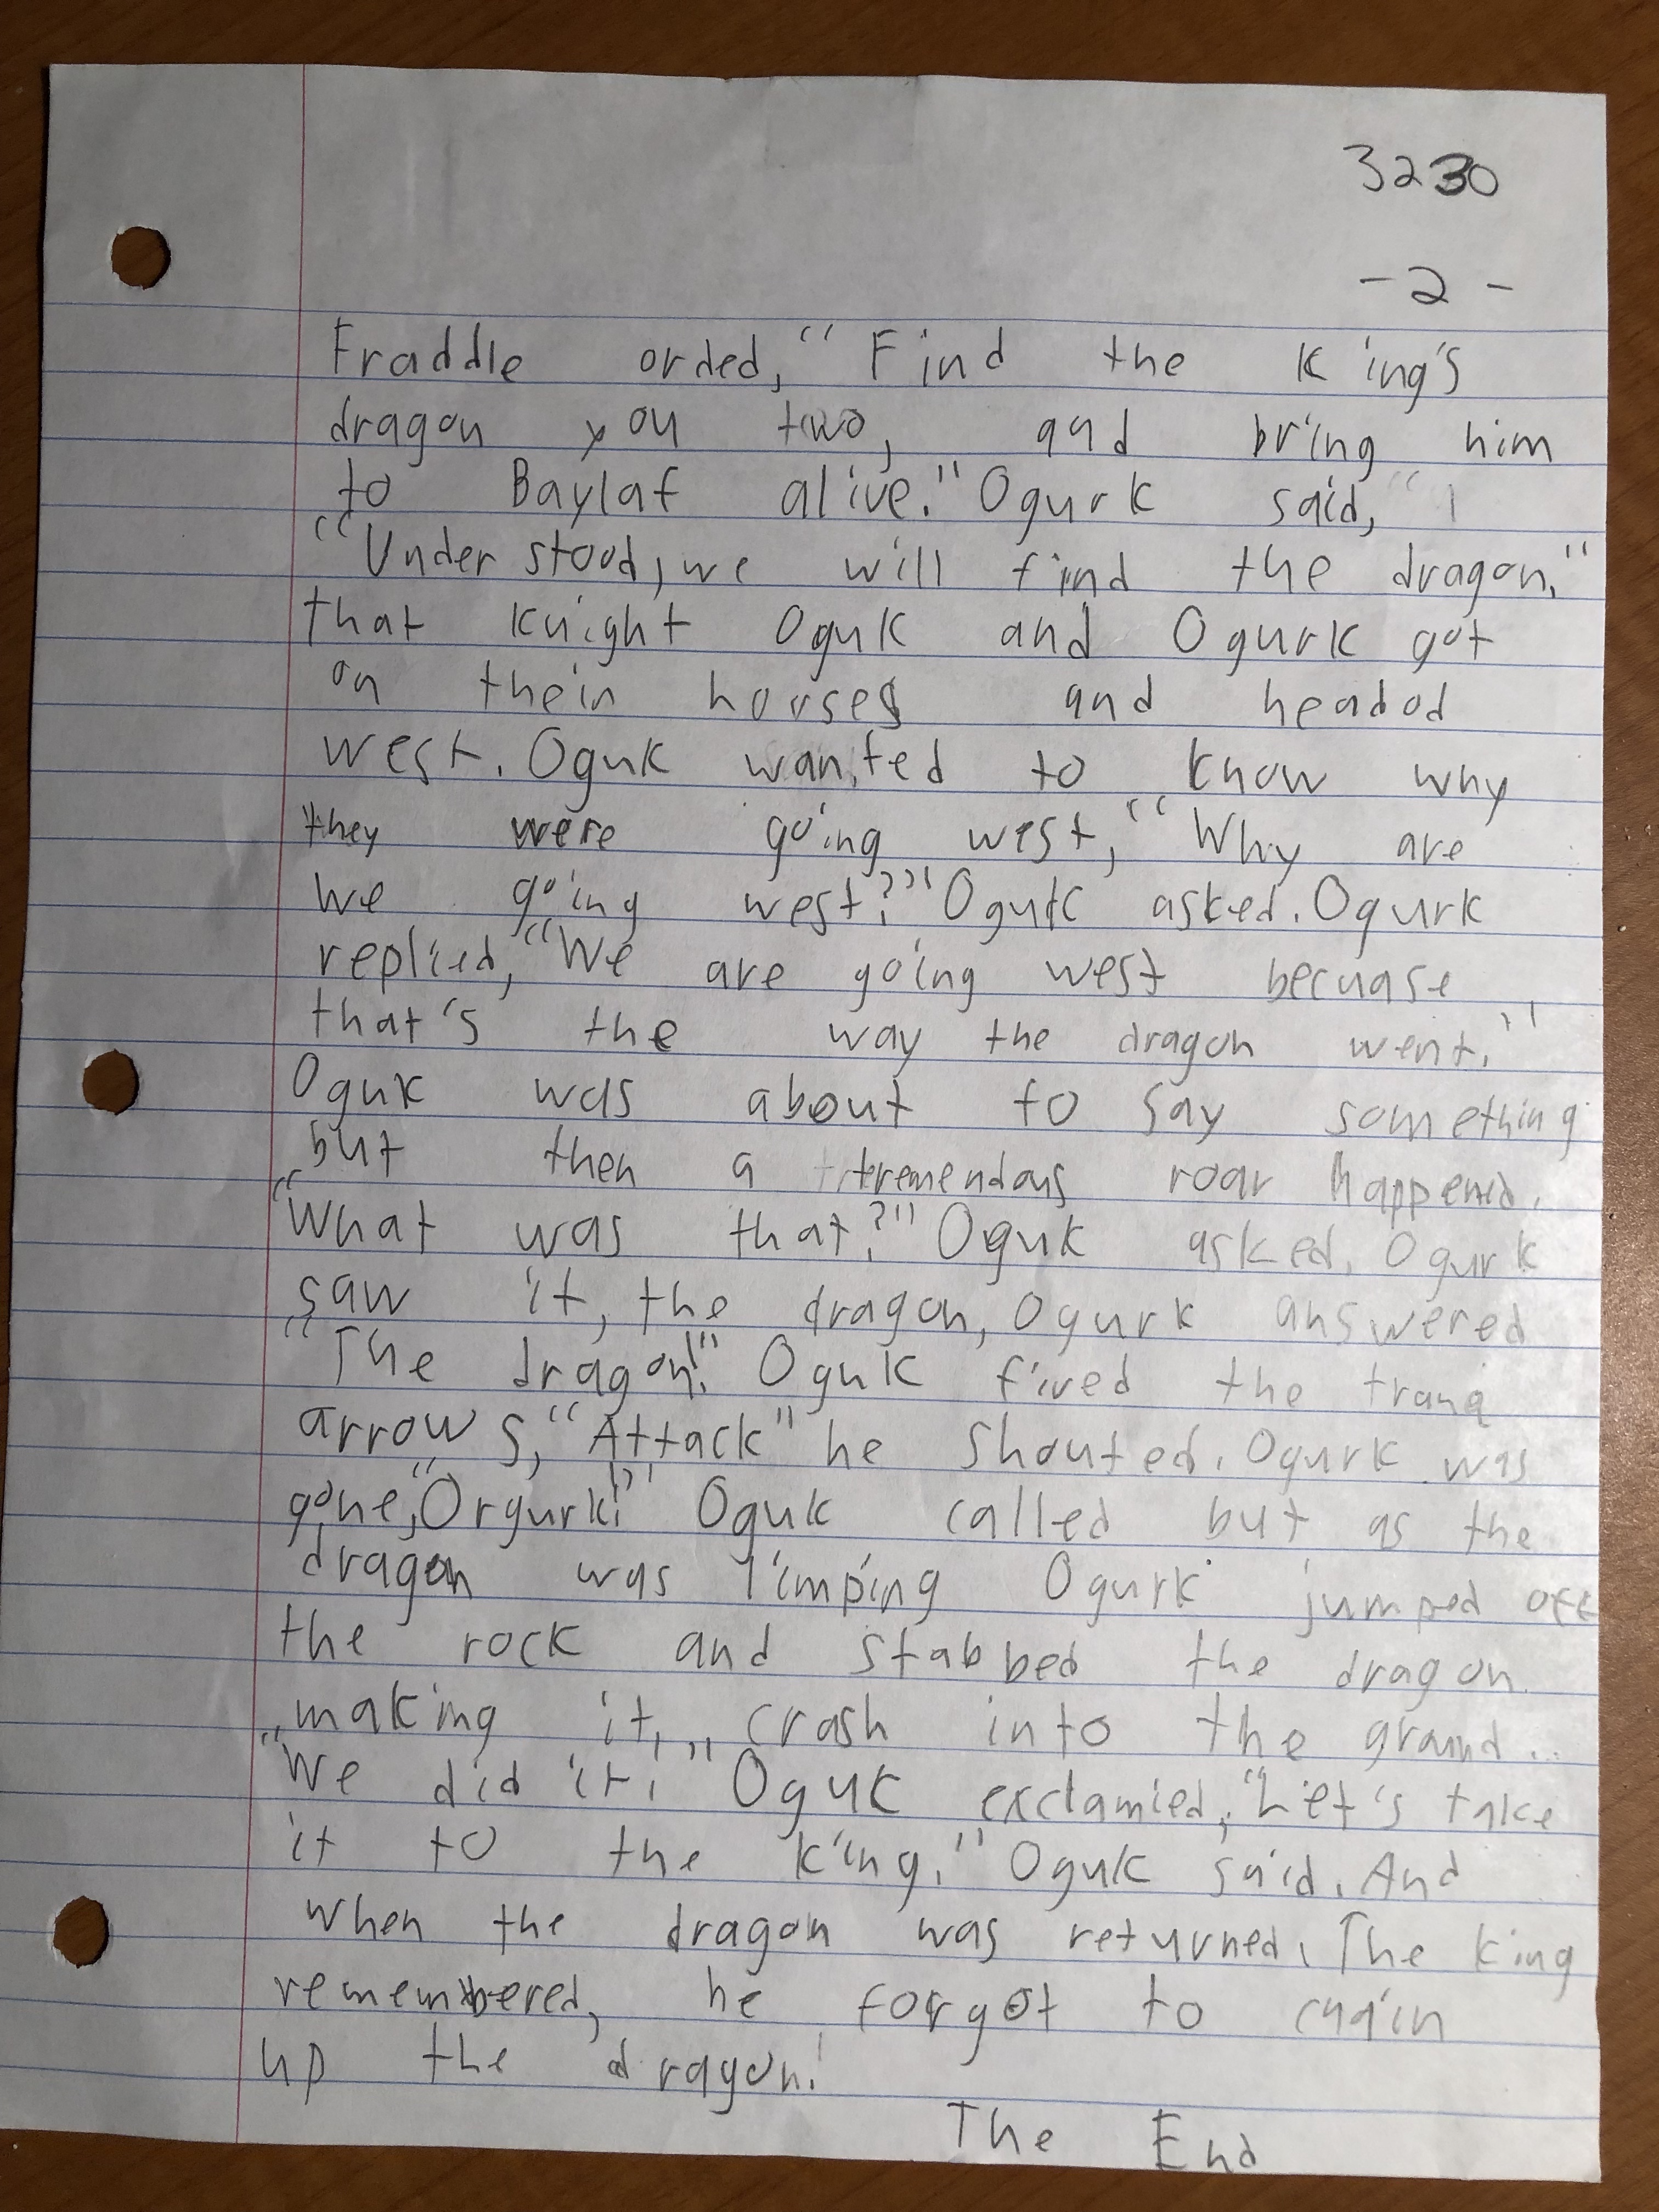 3230
- 2 -
Fraddle orded, "Find the King's
dragon you two, and bring him
to Baylaf alive." Ogurk said, "
"Understood, we will find the dragon."
that knight Oguk and Ogurk got
on thein horses and headod
west. Oguk wanted to know why
they were going west, "Why are
we going west?" Oguk asked. Ogurk
replied, "We are going west becuase
that's the way the dragon went."
Oguk was about to say something
but then a tremendous roar happened.
"What was that?" Oguk asked. Ogurk
saw it, the dragon, Ogurk answered
"The dragon!" Oguk fired the tranq
arrows, "Attack" he shouted. Ogurk was
gone, "Orgurk!" Oguk called but as the
dragon was limping Ogurk jumped off
the rock and stabbed the dragon
making it, crash into the ground...
"We did it!" Oguk exclamied, "Let's take
it to the king." Oguk said. And
when the dragon was returned, The king
remembered, he forgot to chain
up the dragon!
The End